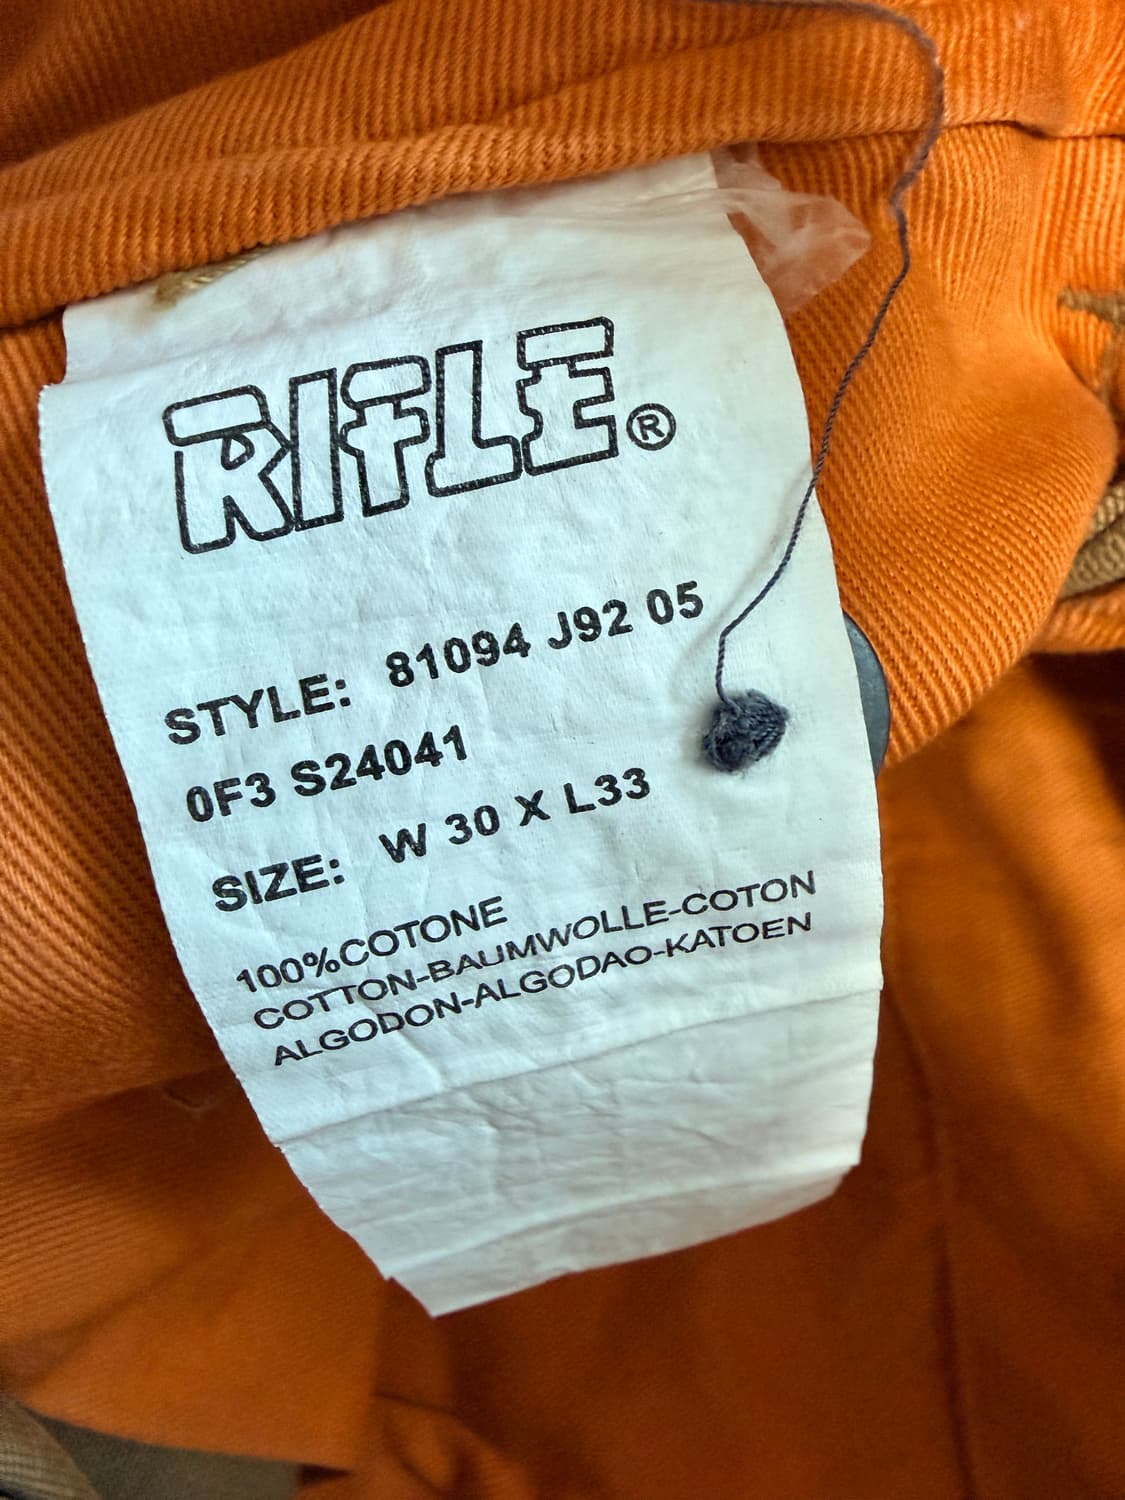 RIFLE®
STYLE: 81094 J92 05
0F3 S24041
SIZE: W 30 X L33
100%COTONE
COTTON-BAUMWOLLE-COTON
ALGODON-ALGODAO-KATOEN